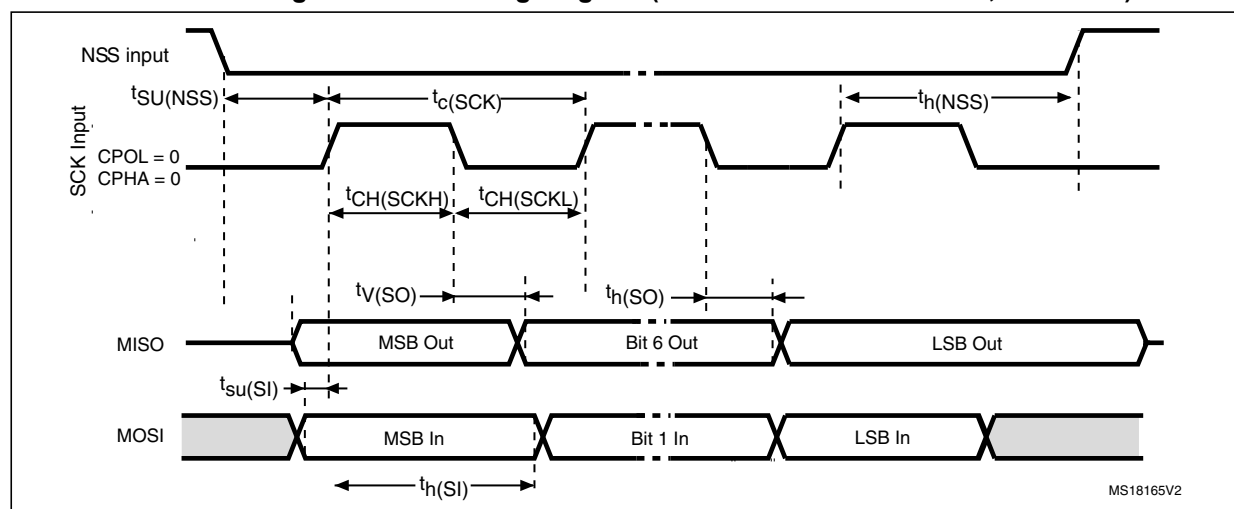 NSS input
tSU(NSS)
tc(SCK)
th(NSS)
SCK Input
CPOL = 0
CPHA = 0
tCH(SCKH)
tCH(SCKL)
tV(SO)
th(SO)
MISO
MSB Out
Bit 6 Out
LSB Out
tsu(SI)
MOSI
MSB In
Bit 1 In
LSB In
th(SI)
MS18165V2